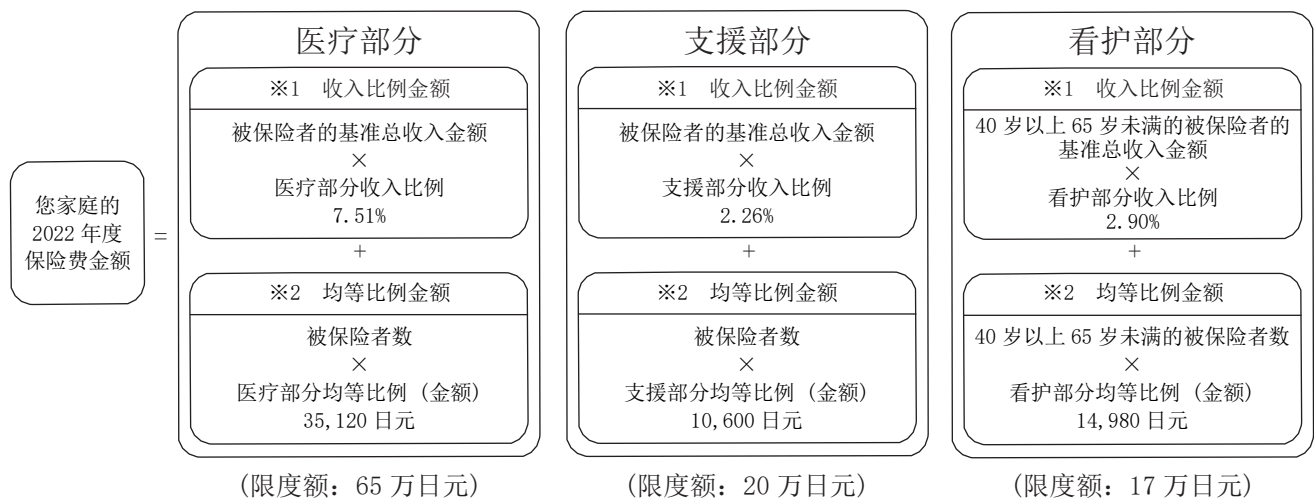 您家庭的
2022 年度
保险费金额
=
医疗部分
※1 收入比例金额
被保险者的基准总收入金额
×
医疗部分收入比例
7.51%
+
※2 均等比例金额
被保险者数
×
医疗部分均等比例（金额）
35,120 日元
(限度额：65 万日元)
支援部分
※1 收入比例金额
被保险者的基准总收入金额
×
支援部分收入比例
2.26%
+
※2 均等比例金额
被保险者数
×
支援部分均等比例（金额）
10,600 日元
(限度额：20 万日元)
看护部分
※1 收入比例金额
40 岁以上 65 岁未满的被保险者的
基准总收入金额
×
看护部分收入比例
2.90%
+
※2 均等比例金额
40 岁以上 65 岁未满的被保险者数
×
看护部分均等比例（金额）
14,980 日元
(限度额：17 万日元)